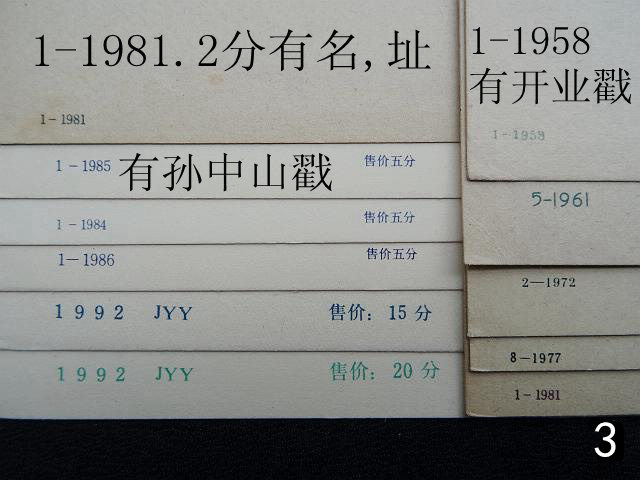 1-1981.2分有名,址
1-1981
1-1985 有孙中山戳 售价五分
1-1984 售价五分
1-1986 售价五分
1992 JYY 售价：15 分
1992 JYY 售价：20 分
1-1958
有开业戳
1-1958
5-1961
2-1972
8-1977
1-1981
3